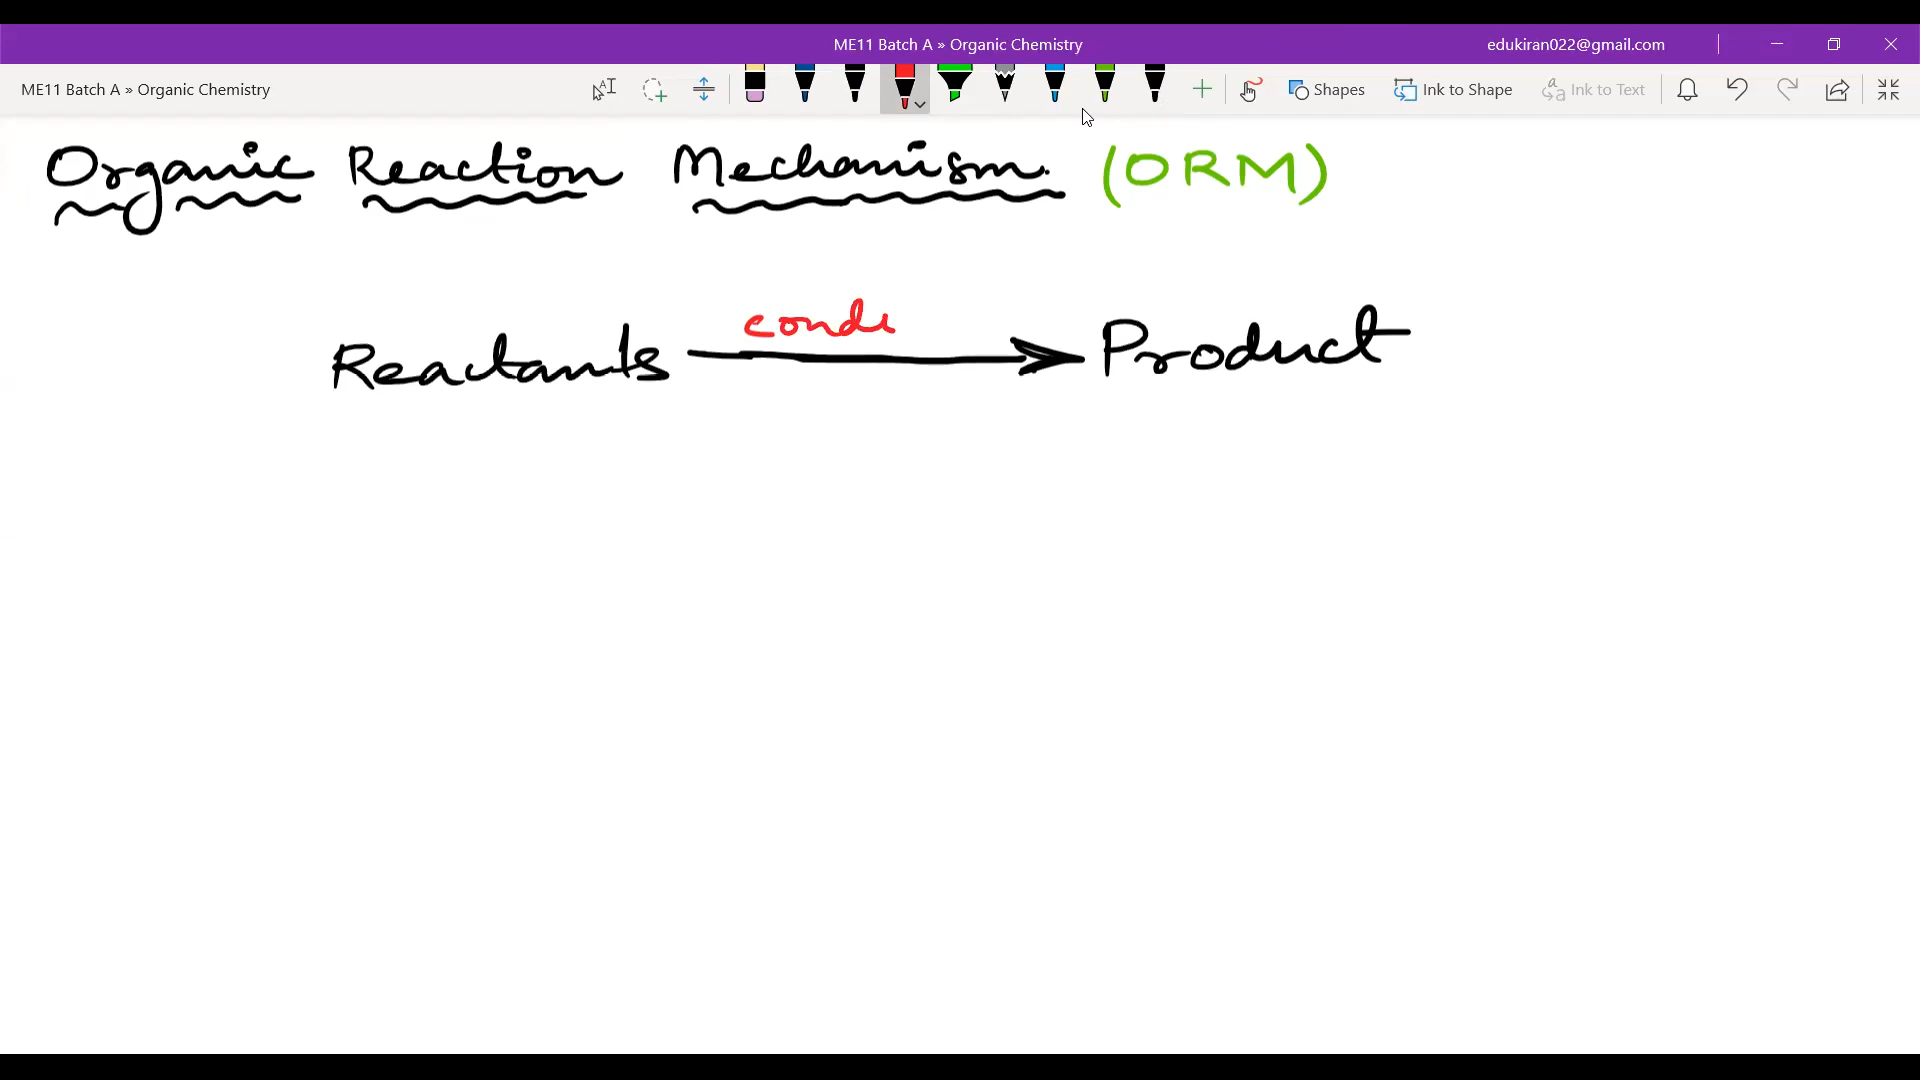 ME11 Batch A » Organic Chemistry
edukiran022@gmail.com
ME11 Batch A » Organic Chemistry
Shapes
Ink to Shape
Ink to Text
Organic Reaction Mechanism. (ORM)
condi
Reactants Product